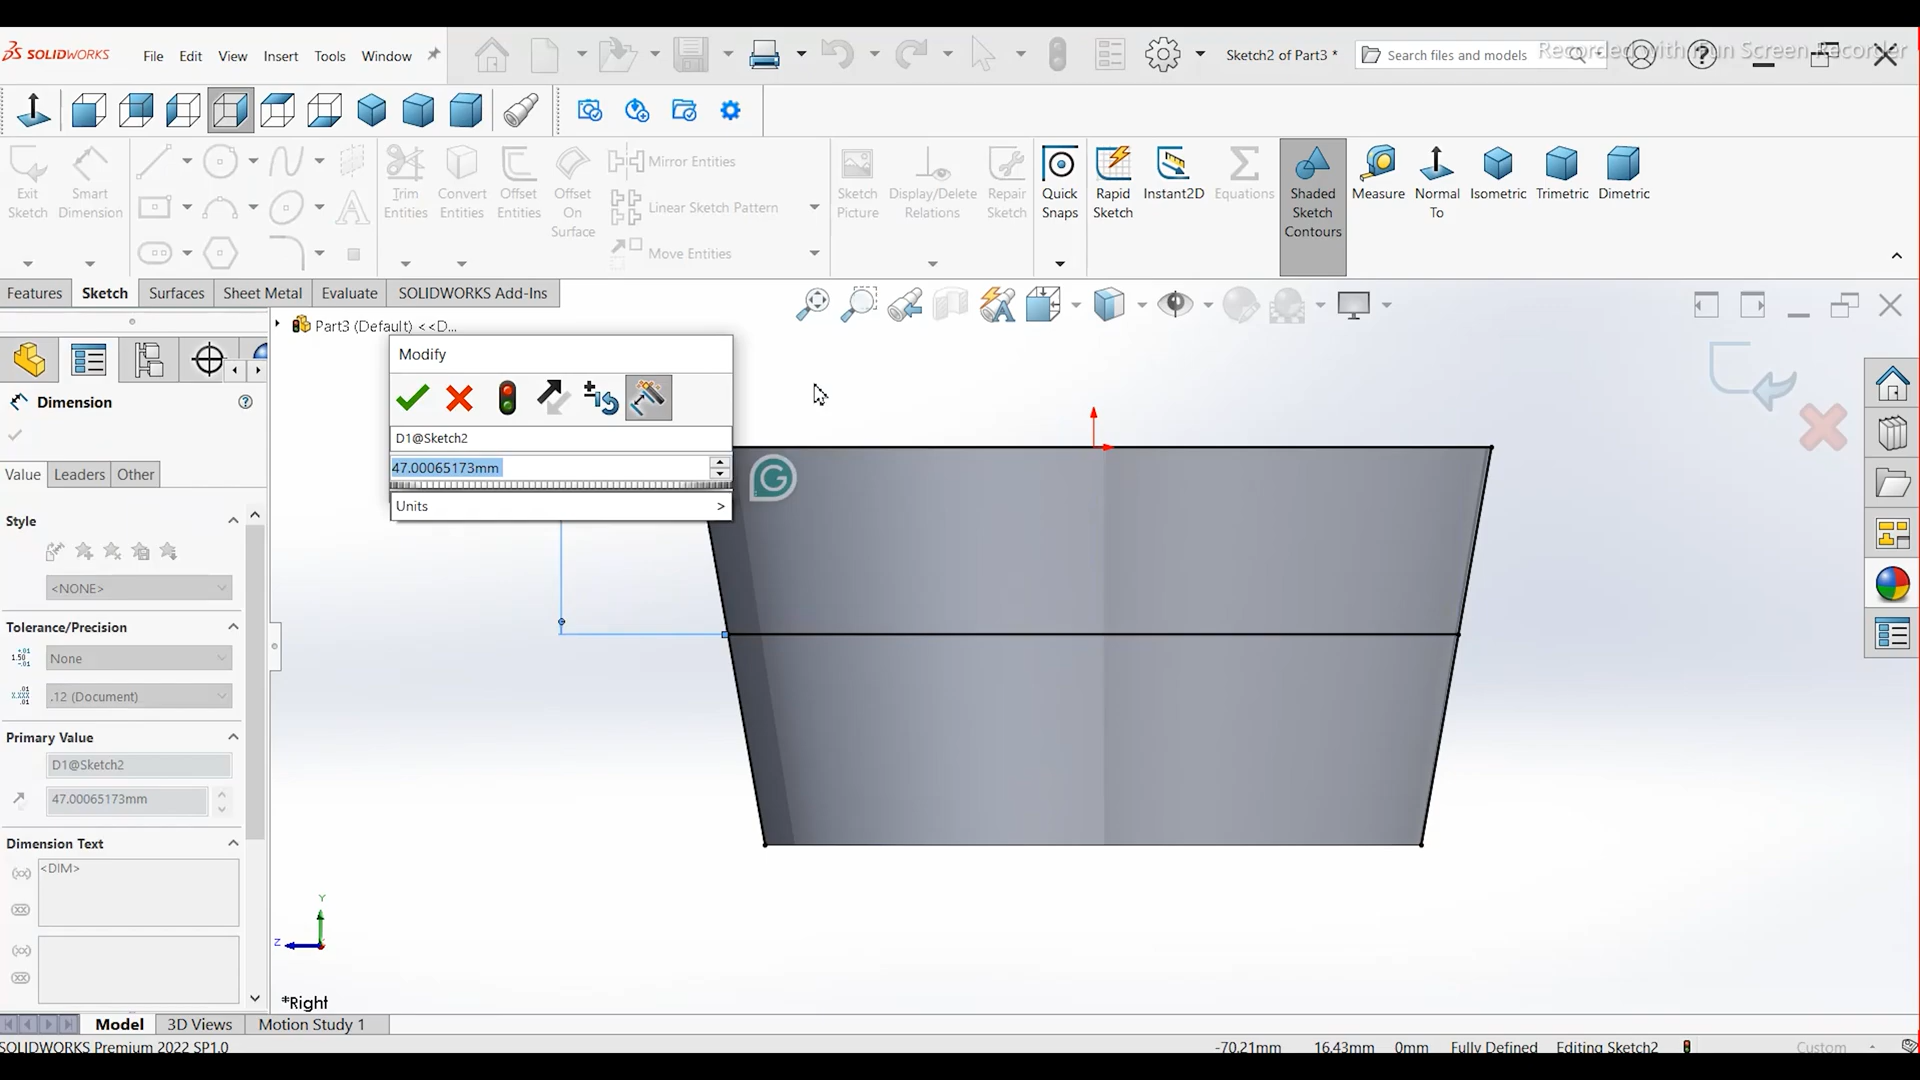 SOLIDWORKS
File Edit View Insert Tools Window
Sketch2 of Part3 *
Search files and models
Recorded with Fun Screen Recorder
Exit Sketch
Smart Dimension
Trim Entities
Convert Entities
Offset Entities
Offset On Surface
Mirror Entities
Linear Sketch Pattern
Move Entities
Sketch Picture
Display/Delete Relations
Repair Sketch
Quick Snaps
Rapid Sketch
Instant2D
Equations
Shaded Sketch Contours
Measure
Normal To
Isometric
Trimetric
Dimetric
Features Sketch Surfaces Sheet Metal Evaluate SOLIDWORKS Add-Ins
Part3 (Default) <<D...
Modify
D1@Sketch2
47.00065173mm
Units >
Dimension
Value Leaders Other
Style
<NONE>
Tolerance/Precision
None
.12 (Document)
Primary Value
D1@Sketch2
47.00065173mm
Dimension Text
<DIM>
Y
Z
*Right
Model 3D Views Motion Study 1
SOLIDWORKS Premium 2022 SP1.0
-70.21mm 16.43mm 0mm Fully Defined Editing Sketch2 Custom